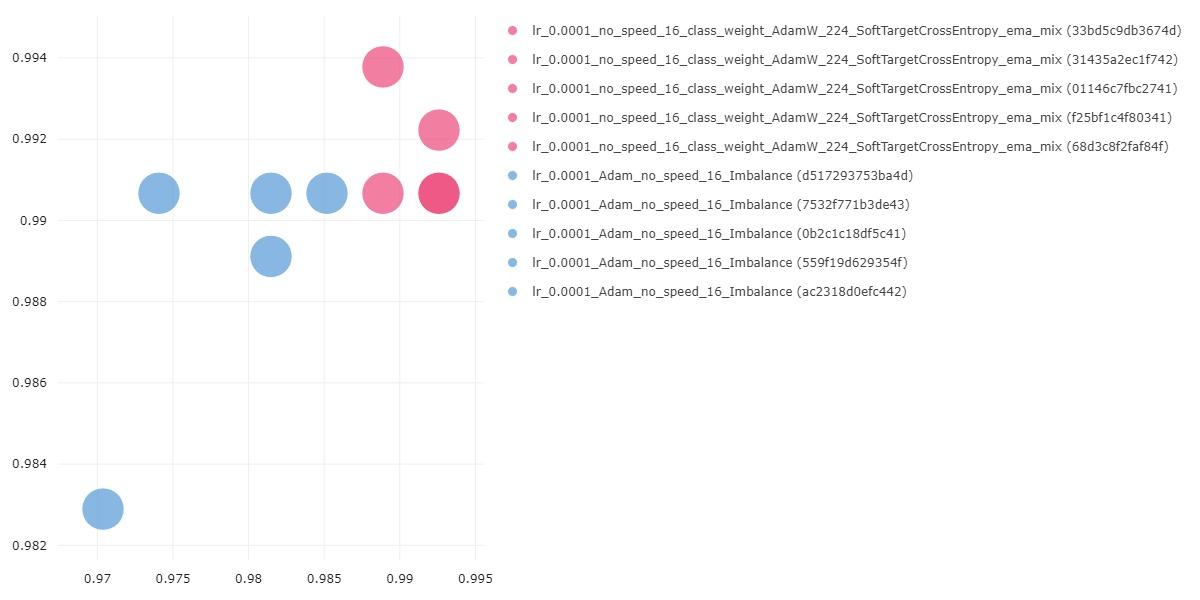 0.994
0.992
0.99
0.988
0.986
0.984
0.982
0.97 0.975 0.98 0.985 0.99 0.995
lr_0.0001_no_speed_16_class_weight_AdamW_224_SoftTargetCrossEntropy_ema_mix (33bd5c9db3674d)
lr_0.0001_no_speed_16_class_weight_AdamW_224_SoftTargetCrossEntropy_ema_mix (31435a2ec1f742)
lr_0.0001_no_speed_16_class_weight_AdamW_224_SoftTargetCrossEntropy_ema_mix (01146c7fbc2741)
lr_0.0001_no_speed_16_class_weight_AdamW_224_SoftTargetCrossEntropy_ema_mix (f25bf1c4f80341)
lr_0.0001_no_speed_16_class_weight_AdamW_224_SoftTargetCrossEntropy_ema_mix (68d3c8f2faf84f)
lr_0.0001_Adam_no_speed_16_Imbalance (d517293753ba4d)
lr_0.0001_Adam_no_speed_16_Imbalance (7532f771b3de43)
lr_0.0001_Adam_no_speed_16_Imbalance (0b2c1c18df5c41)
lr_0.0001_Adam_no_speed_16_Imbalance (559f19d629354f)
lr_0.0001_Adam_no_speed_16_Imbalance (ac2318d0efc442)